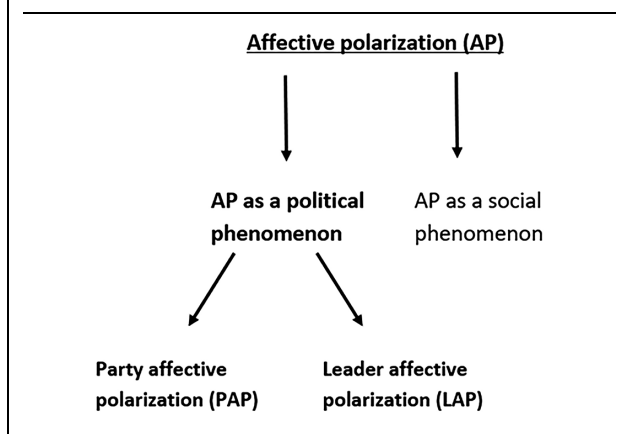 Affective polarization (AP)
AP as a political
phenomenon
AP as a social
phenomenon
Party affective
polarization (PAP)
Leader affective
polarization (LAP)